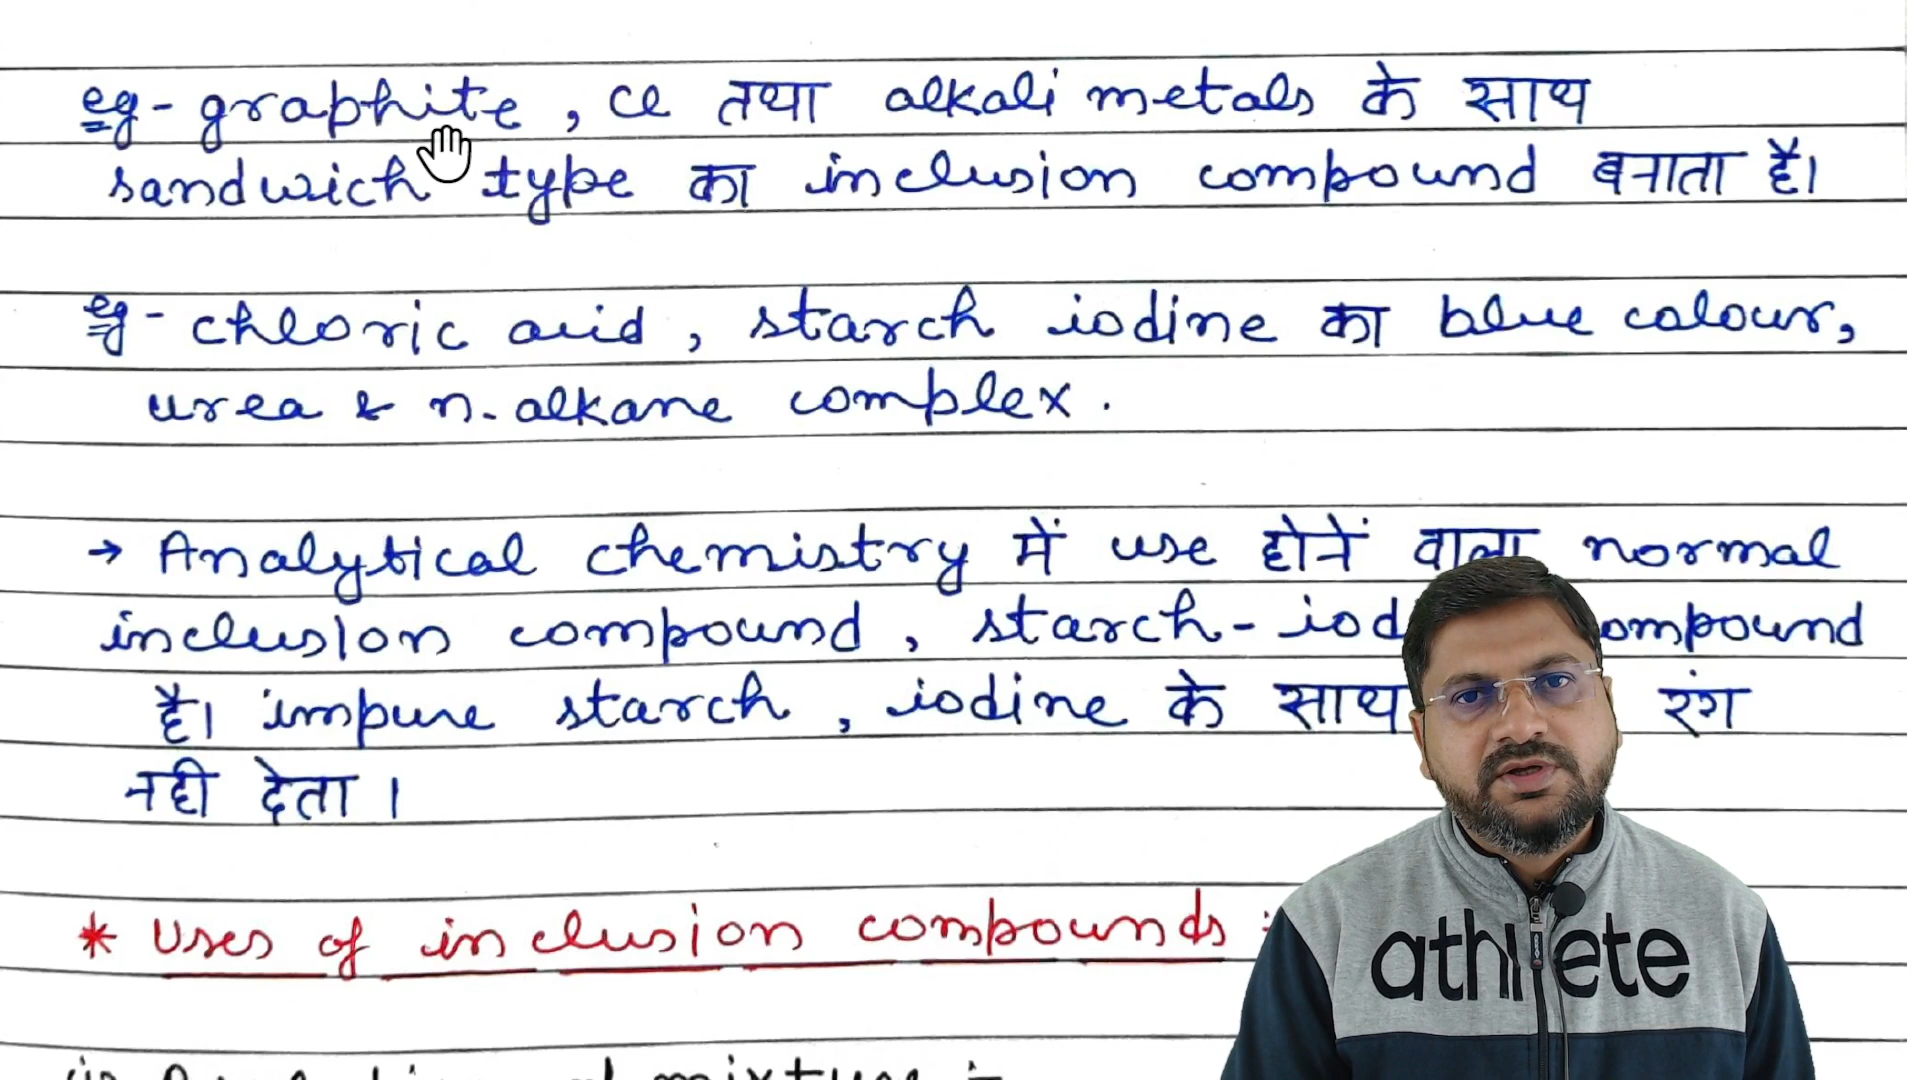 eg - graphite, Cl तथा alkali metals के साथ
sandwich type का inclusion compound बनाता है।
eg - chloric acid, starch iodine का blue colour,
urea & n-alkane complex.
→ Analytical chemistry में use होनें वाला normal
inclusion compound, starch-iod ompound
है। impure starch, iodine के साथ रंग
नही देता।
* Uses of inclusion compounds :
mixture :-
athlete